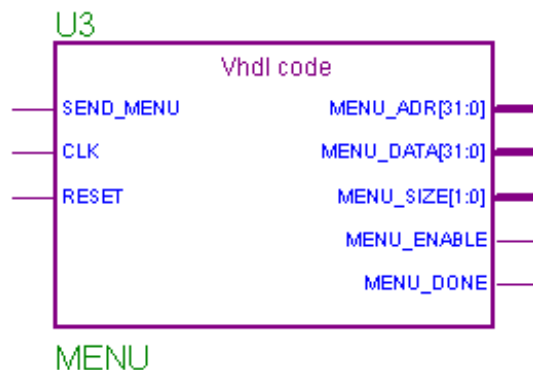 U3
Vhdl code
SEND_MENU MENU_ADR[31:0]
CLK MENU_DATA[31:0]
RESET MENU_SIZE[1:0]
MENU_ENABLE
MENU_DONE
MENU